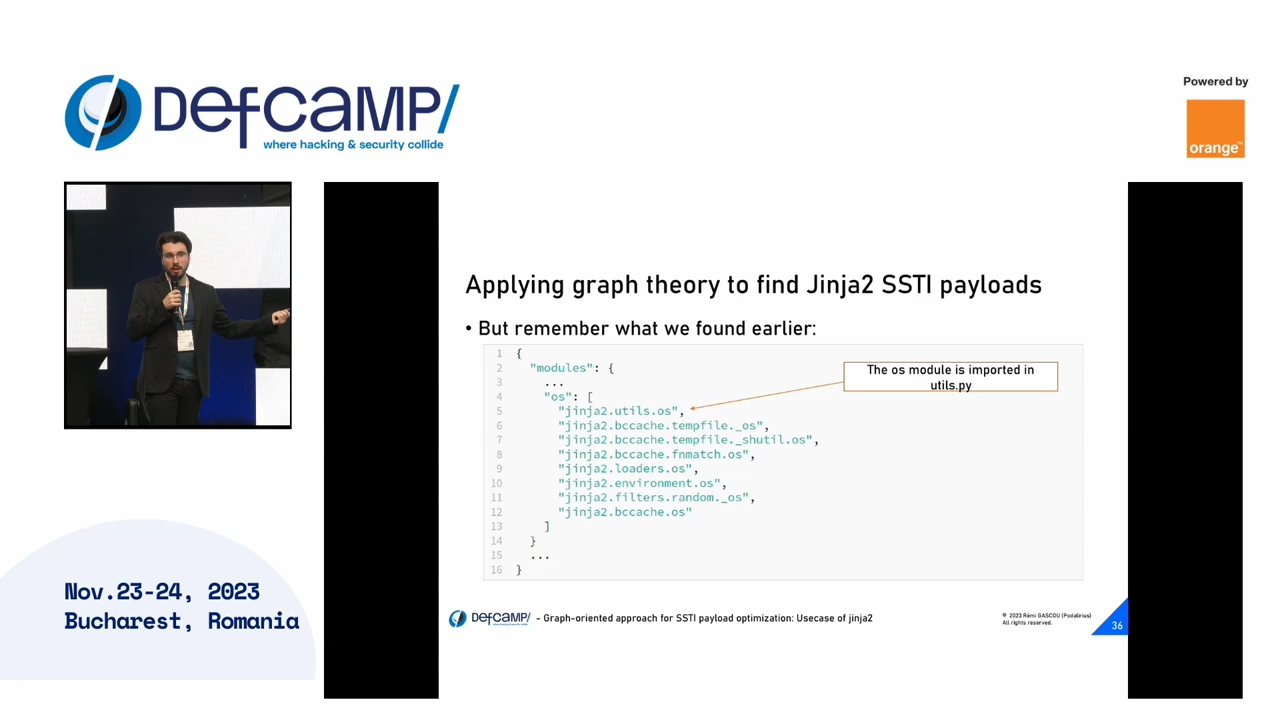 DefCamp/
where hacking & security collide
Powered by
orange™
Applying graph theory to find Jinja2 SSTI payloads
• But remember what we found earlier:
1 {
2 "modules": {
3 ...
4 "os": [
5 "jinja2.utils.os",
6 "jinja2.bccache.tempfile._os",
7 "jinja2.bccache.tempfile._shutil.os",
8 "jinja2.bccache.fnmatch.os",
9 "jinja2.loaders.os",
10 "jinja2.environment.os",
11 "jinja2.filters.random._os",
12 "jinja2.bccache.os"
13 ]
14 }
15 ...
16 }
The os module is imported in
utils.py
DefCamp/ - Graph-oriented approach for SSTI payload optimization: Usecase of jinja2
© 2023 Rémi GASCOU (Podalirius)
All rights reserved.
36
Nov.23-24, 2023
Bucharest, Romania